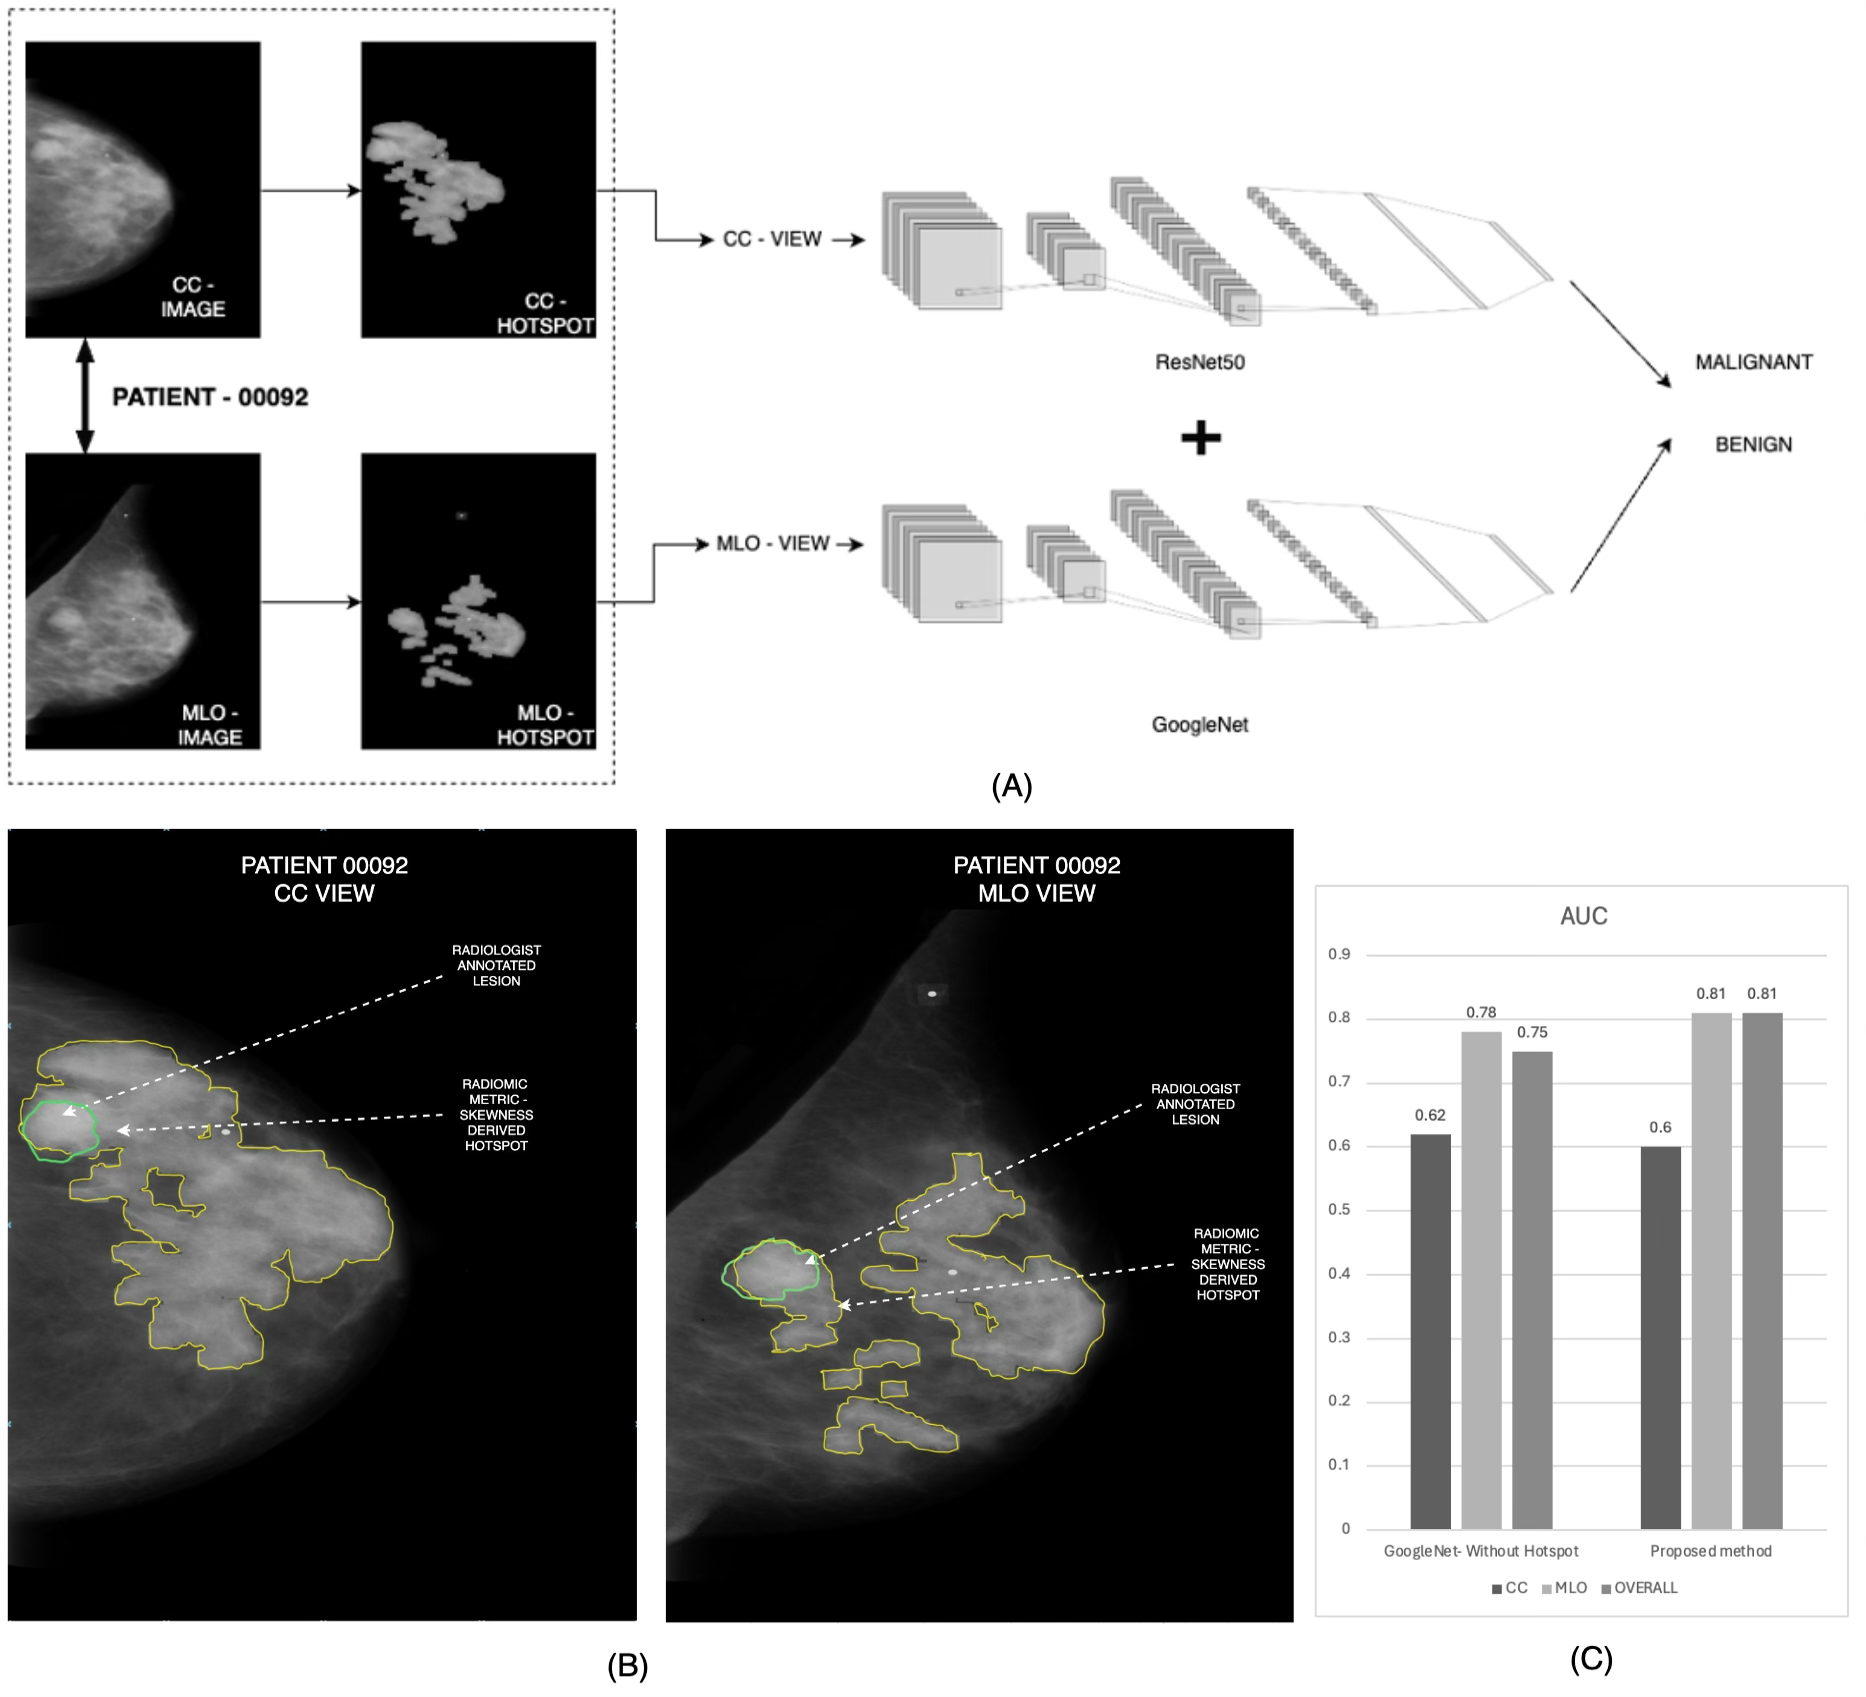 CC -
IMAGE
CC -
HOTSPOT
CC - VIEW
ResNet50
MALIGNANT
PATIENT - 00092
+
BENIGN
MLO - VIEW
MLO -
IMAGE
MLO -
HOTSPOT
GoogleNet
(A)
PATIENT 00092
CC VIEW
RADIOLOGIST
ANNOTATED
LESION
RADIOMIC
METRIC -
SKEWNESS
DERIVED
HOTSPOT
PATIENT 00092
MLO VIEW
RADIOLOGIST
ANNOTATED
LESION
RADIOMIC
METRIC -
SKEWNESS
DERIVED
HOTSPOT
(B)
AUC
0.9
0.8
0.7
0.6
0.5
0.4
0.3
0.2
0.1
0
0.62
0.78
0.75
0.6
0.81
0.81
GoogleNet- Without Hotspot
Proposed method
CC MLO OVERALL
(C)